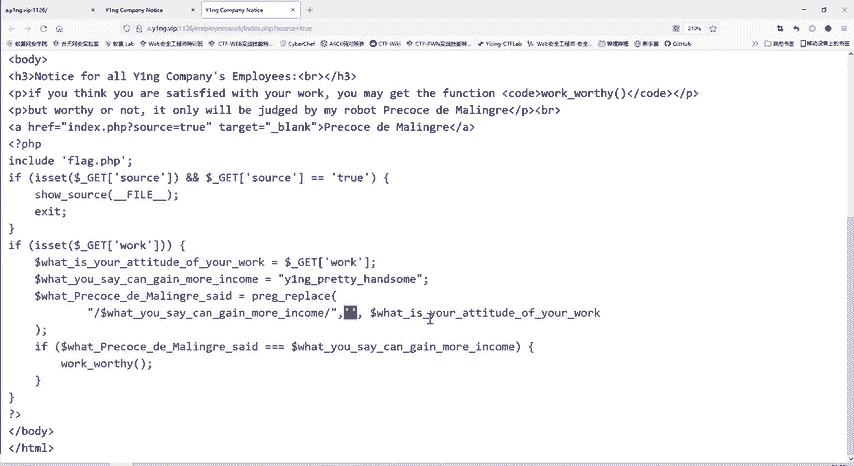 a.y1ng.vip:1126/
Y1ng Company Notice
Y1ng Company Notice
a.y1ng.vip:1126/employeeswork/index.php?source=true
210%
CyberChef
CTF Wiki
GitHub
<body>
<h3>Notice for all Y1ng Company's Employees:<br></h3>
<p>if you think you are satisfied with your work, you may get the function <code>work_worthy()</code></p>
<p>but worthy or not, it only will be judged by my robot Precoce de Malingre</p><br>
<a href="index.php?source=true" target="_blank">Precoce de Malingre</a>
<?php
include 'flag.php';
if (isset($_GET['source']) && $_GET['source'] == 'true') {
show_source(__FILE__);
exit;
}
if (isset($_GET['work'])) {
$what_is_your_attitude_of_your_work = $_GET['work'];
$what_you_say_can_gain_more_income = "y1ng_pretty_handsome";
$what_Precoce_de_Malingre_said = preg_replace(
"/$what_you_say_can_gain_more_income/",'', $what_is_your_attitude_of_your_work
);
if ($what_Precoce_de_Malingre_said === $what_you_say_can_gain_more_income) {
work_worthy();
}
}
?>
</body>
</html>